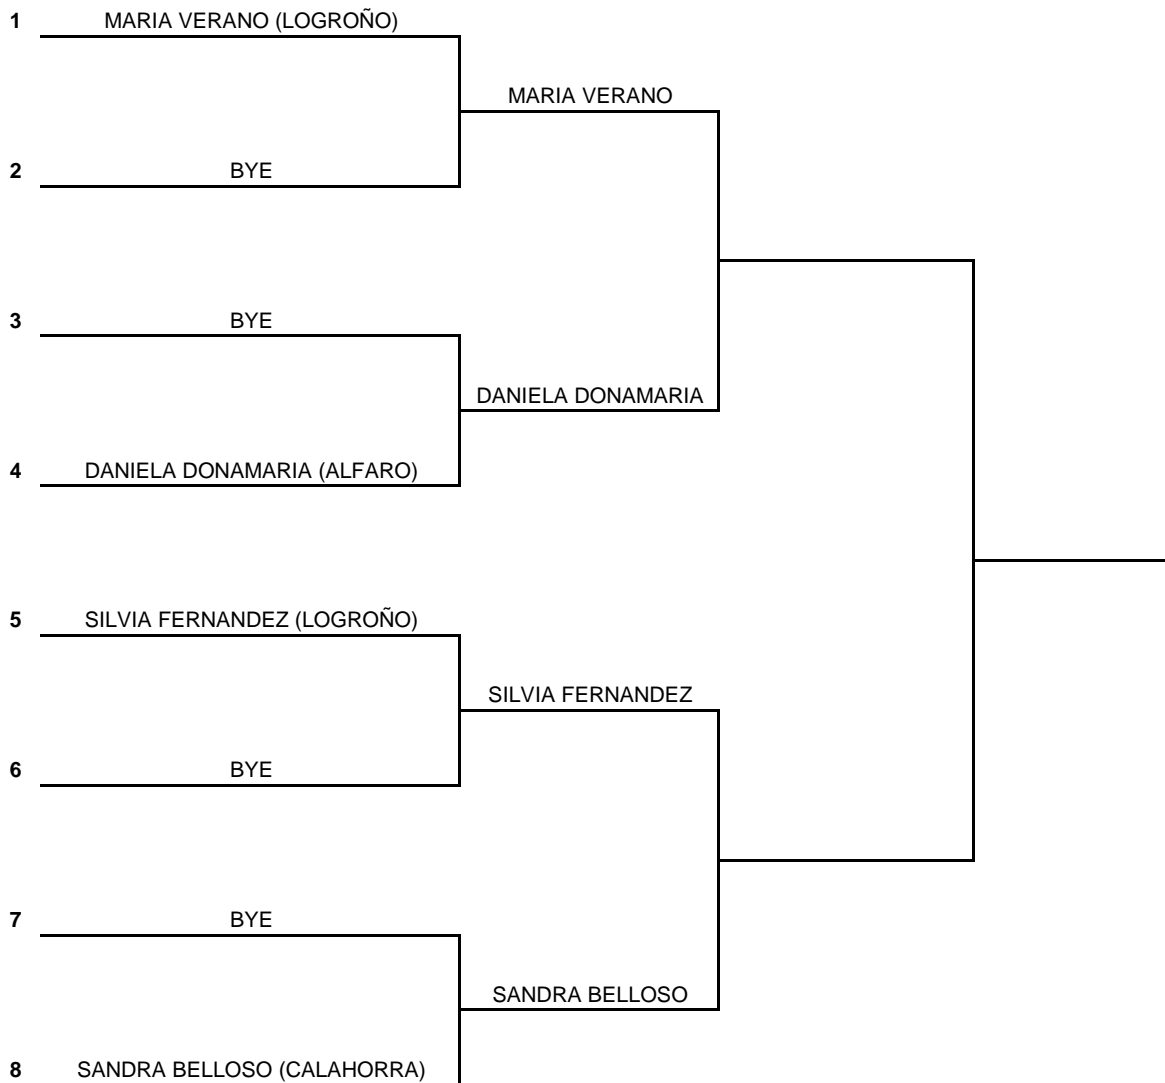 1 MARIA VERANO (LOGROÑO)
MARIA VERANO
2 BYE
3 BYE
DANIELA DONAMARIA
4 DANIELA DONAMARIA (ALFARO)
5 SILVIA FERNANDEZ (LOGROÑO)
SILVIA FERNANDEZ
6 BYE
7 BYE
SANDRA BELLOSO
8 SANDRA BELLOSO (CALAHORRA)